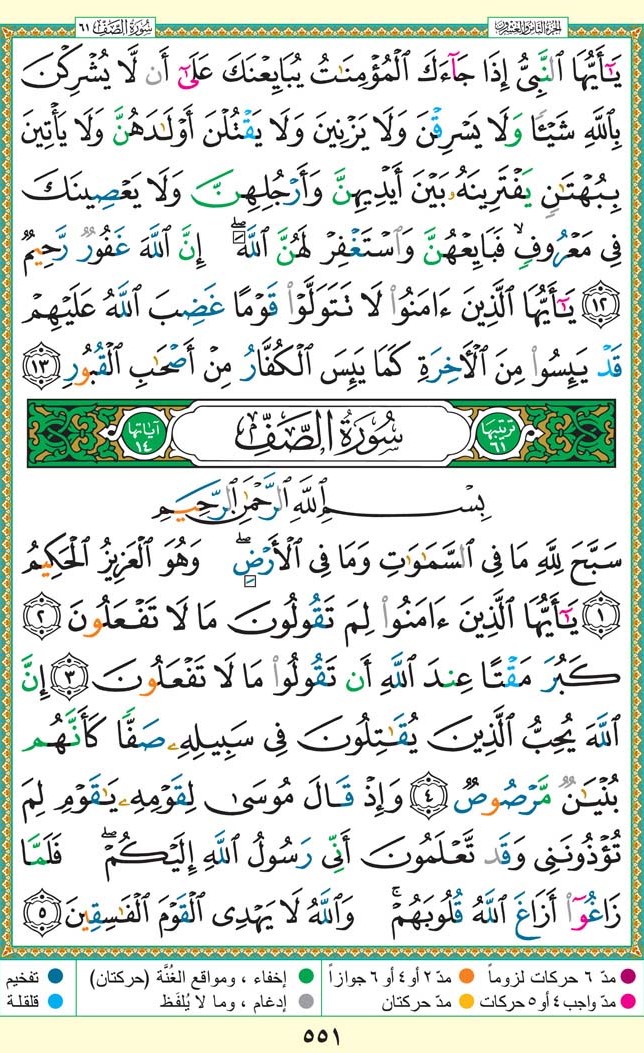 الجزء الثامن والعشرون سورة الصف ٦١
يَـٰٓأَيُّهَا ٱلنَّبِىُّ إِذَا جَآءَكَ ٱلْمُؤْمِنَـٰتُ يُبَايِعْنَكَ عَلَىٰٓ أَن لَّا يُشْرِكْنَ
بِٱللَّهِ شَيْـًٔا وَلَا يَسْرِقْنَ وَلَا يَزْنِينَ وَلَا يَقْتُلْنَ أَوْلَـٰدَهُنَّ وَلَا يَأْتِينَ
بِبُهْتَـٰنٍ يَفْتَرِينَهُۥ بَيْنَ أَيْدِيهِنَّ وَأَرْجُلِهِنَّ وَلَا يَعْصِينَكَ
فِى مَعْرُوفٍ ۙ فَبَايِعْهُنَّ وَٱسْتَغْفِرْ لَهُنَّ ٱللَّهَ ۖ إِنَّ ٱللَّهَ غَفُورٌ رَّحِيمٌ
١٢ يَـٰٓأَيُّهَا ٱلَّذِينَ ءَامَنُوا۟ لَا تَتَوَلَّوْا۟ قَوْمًا غَضِبَ ٱللَّهُ عَلَيْهِمْ
قَدْ يَئِسُوا۟ مِنَ ٱلْـَٔاخِرَةِ كَمَا يَئِسَ ٱلْكُفَّارُ مِنْ أَصْحَـٰبِ ٱلْقُبُورِ ١٣
ترتيبها ٦١ سُورَةُ الصَّفِّ آياتها ١٤
بِسْمِ ٱللَّهِ ٱلرَّحْمَـٰنِ ٱلرَّحِيمِ
سَبَّحَ لِلَّهِ مَا فِى ٱلسَّمَـٰوَٰتِ وَمَا فِى ٱلْأَرْضِ ۖ وَهُوَ ٱلْعَزِيزُ ٱلْحَكِيمُ
١ يَـٰٓأَيُّهَا ٱلَّذِينَ ءَامَنُوا۟ لِمَ تَقُولُونَ مَا لَا تَفْعَلُونَ ٢
كَبُرَ مَقْتًا عِندَ ٱللَّهِ أَن تَقُولُوا۟ مَا لَا تَفْعَلُونَ ٣ إِنَّ
ٱللَّهَ يُحِبُّ ٱلَّذِينَ يُقَـٰتِلُونَ فِى سَبِيلِهِۦ صَفًّا كَأَنَّهُم
بُنْيَـٰنٌ مَّرْصُوصٌ ٤ وَإِذْ قَالَ مُوسَىٰ لِقَوْمِهِۦ يَـٰقَوْمِ لِمَ
تُؤْذُونَنِى وَقَد تَّعْلَمُونَ أَنِّى رَسُولُ ٱللَّهِ إِلَيْكُمْ ۖ فَلَمَّا
زَاغُوٓا۟ أَزَاغَ ٱللَّهُ قُلُوبَهُمْ ۚ وَٱللَّهُ لَا يَهْدِى ٱلْقَوْمَ ٱلْفَـٰسِقِينَ ٥
مدّ ٦ حركات لزوماً مدّ ٢ أو ٤ أو ٦ جوازاً إخفاء ، ومواقع الغُنَّة (حركتان) تفخيم
مدّ واجب ٤ أو ٥ حركات مدّ حركتان إدغام ، وما لا يُلفَظ قلقلة
٥٥١